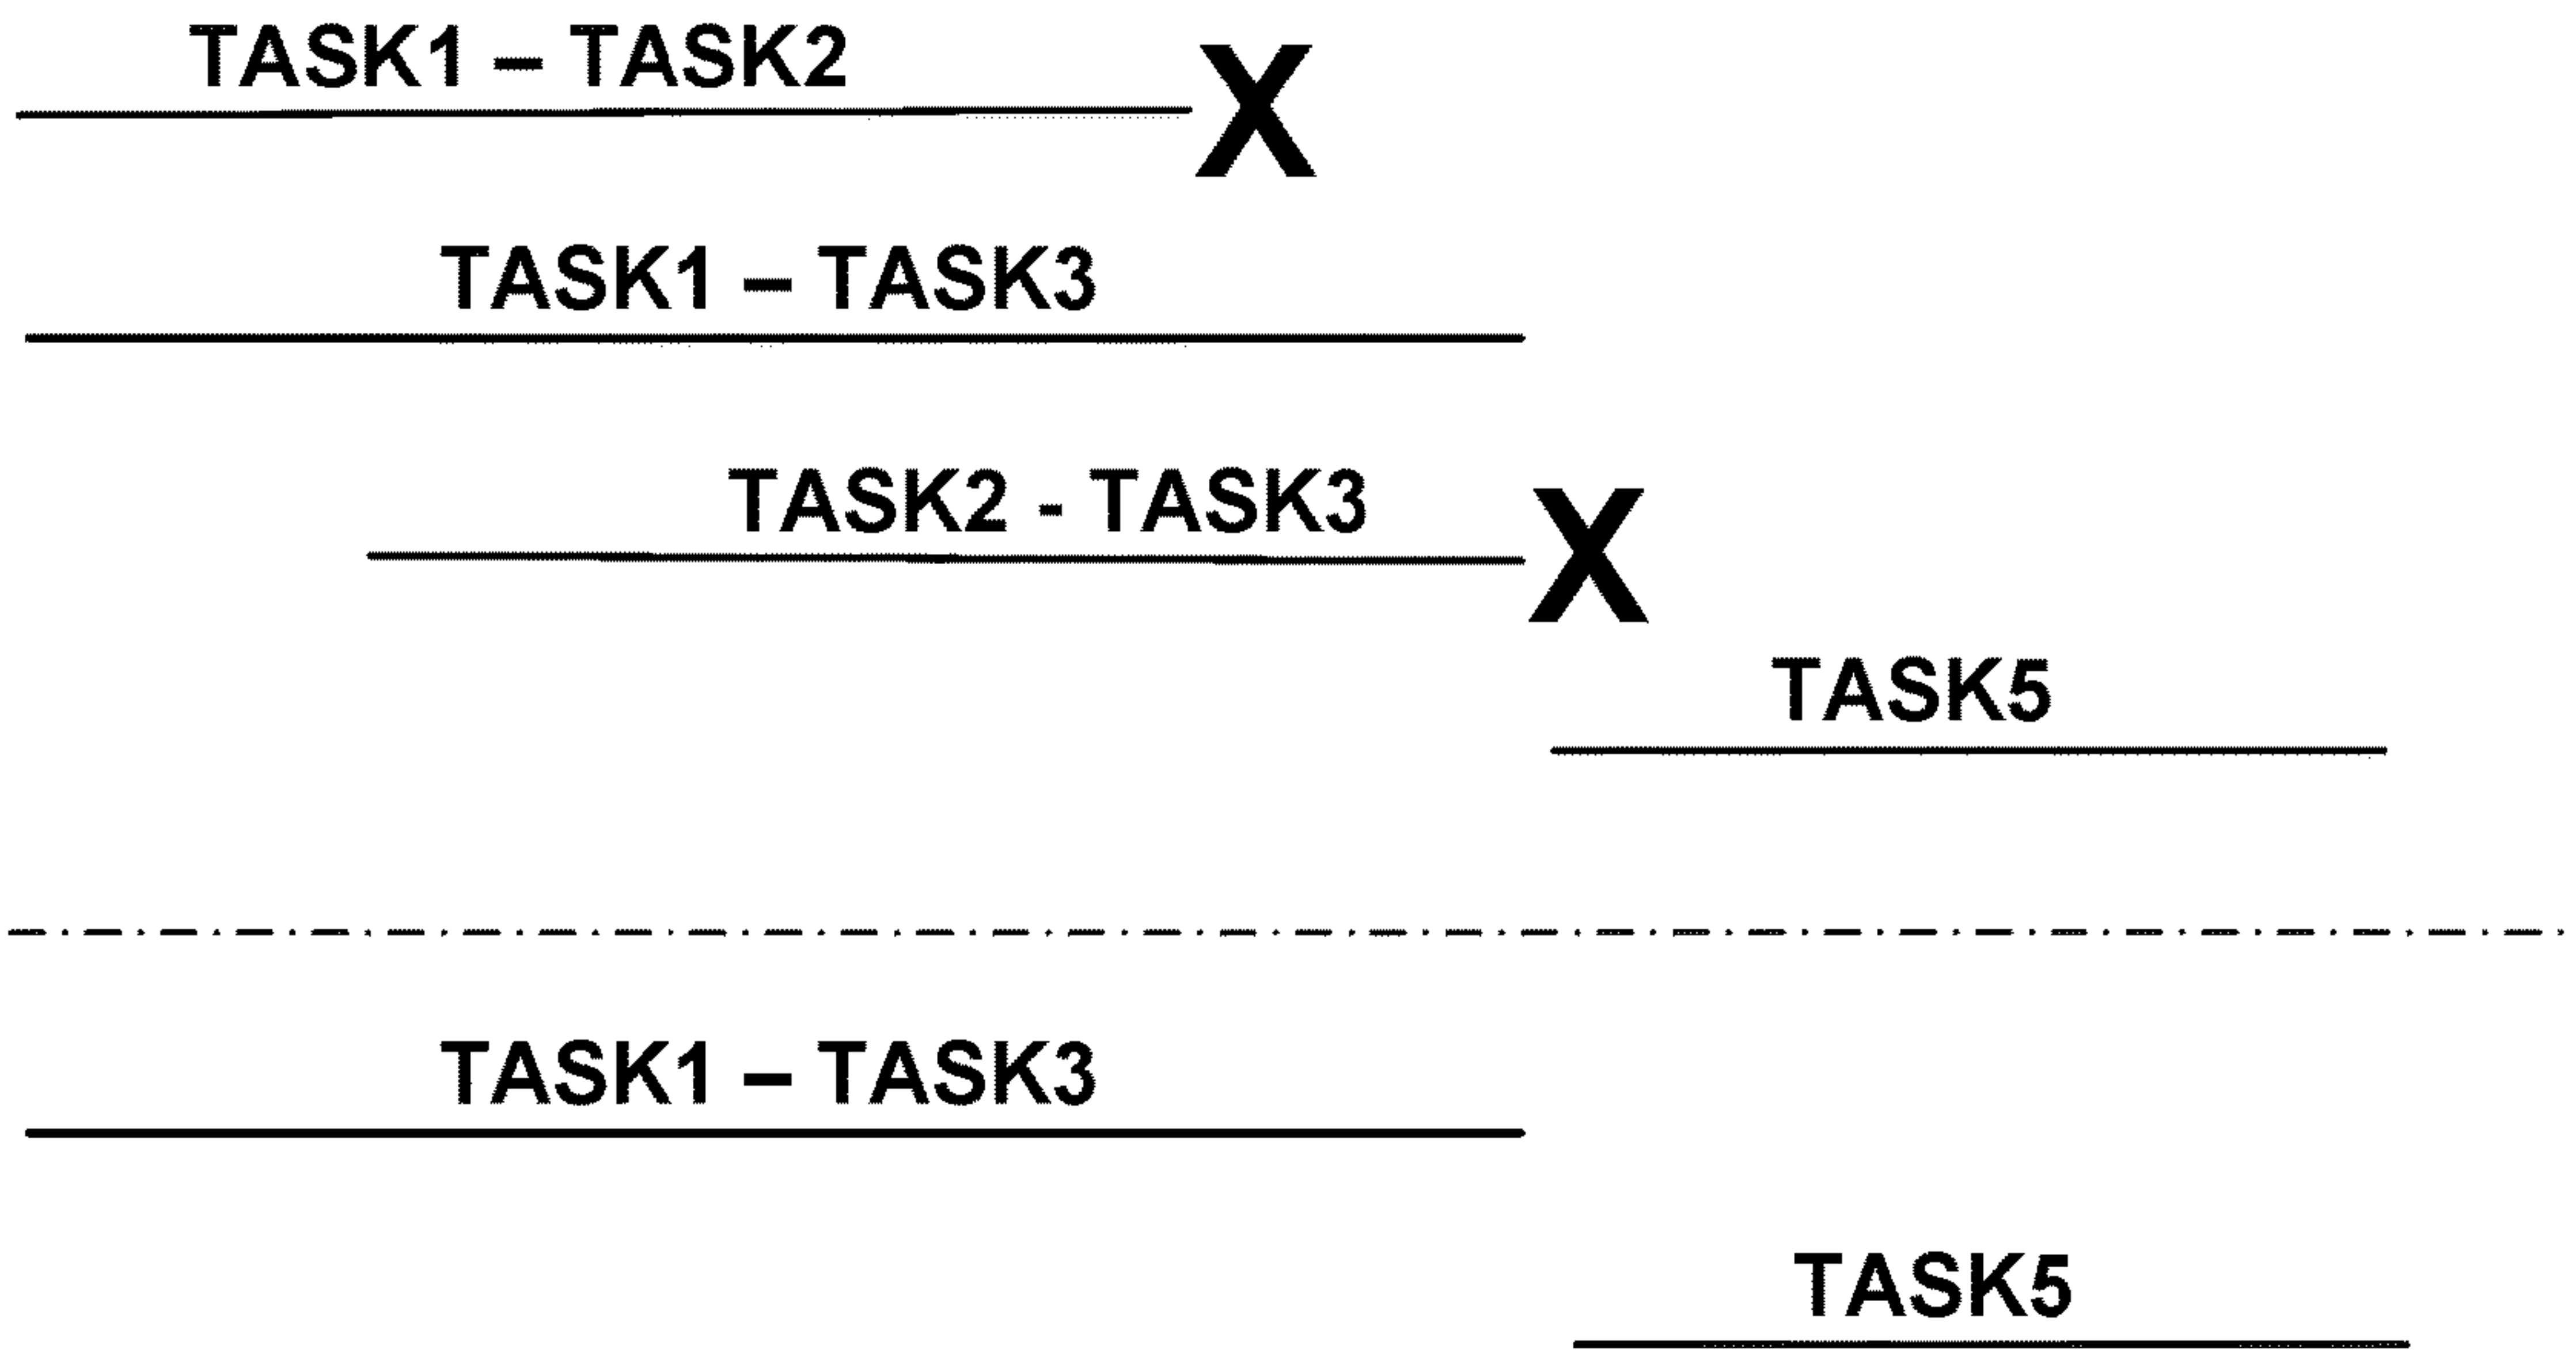 TASK1 – TASK2
X
TASK1 – TASK3
TASK2 - TASK3
X
TASK5
TASK1 – TASK3
TASK5